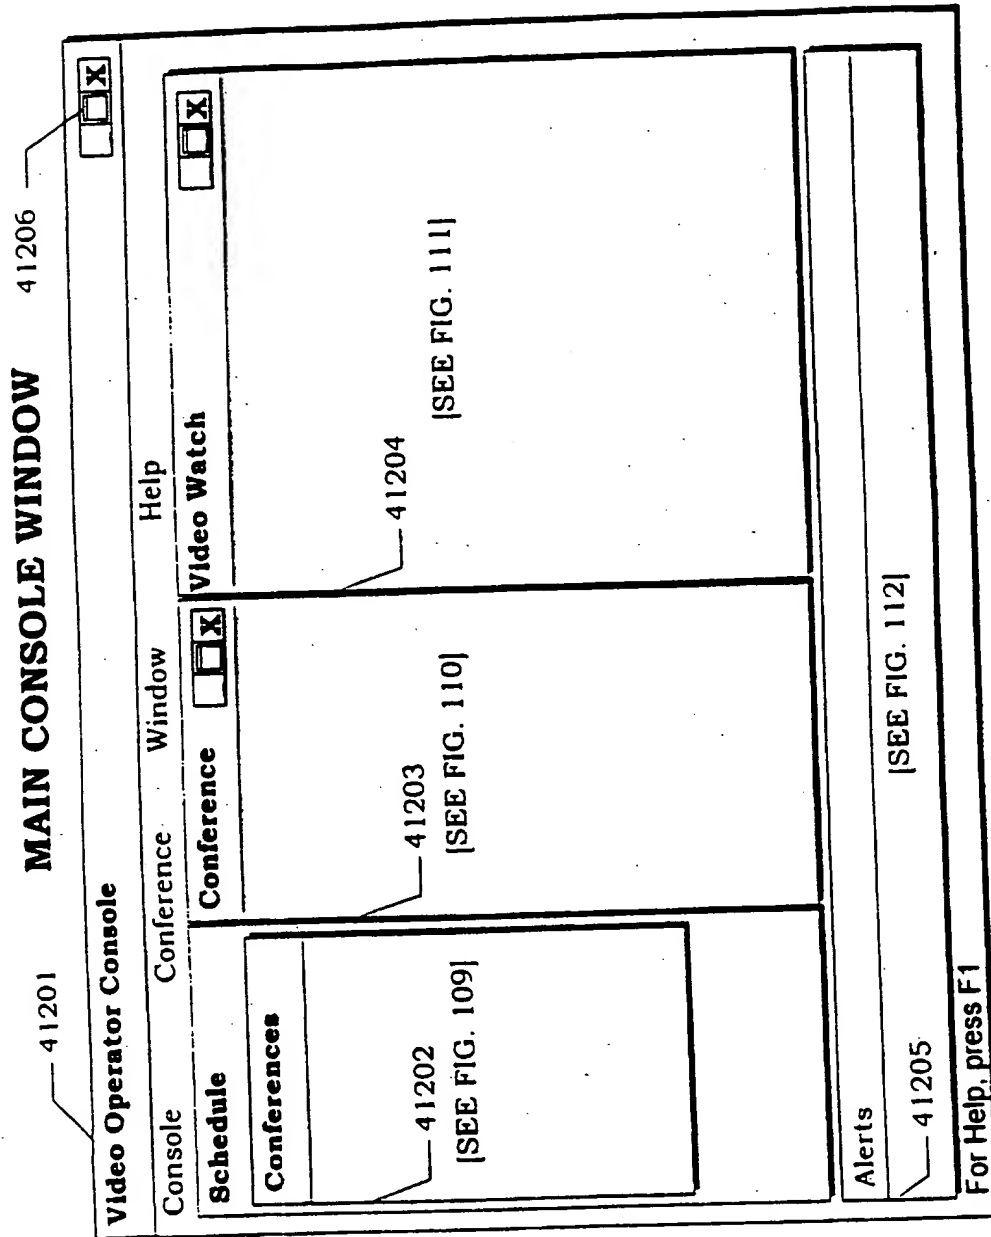 MAIN CONSOLE WINDOW
41201
41206
Video Operator Console X
Console Conference Window Help
Schedule
Conference X
Video Watch X
Conferences
41202
[SEE FIG. 109]
41203
[SEE FIG. 110]
41204
[SEE FIG. 111]
Alerts
41205
[SEE FIG. 112]
For Help, press F1